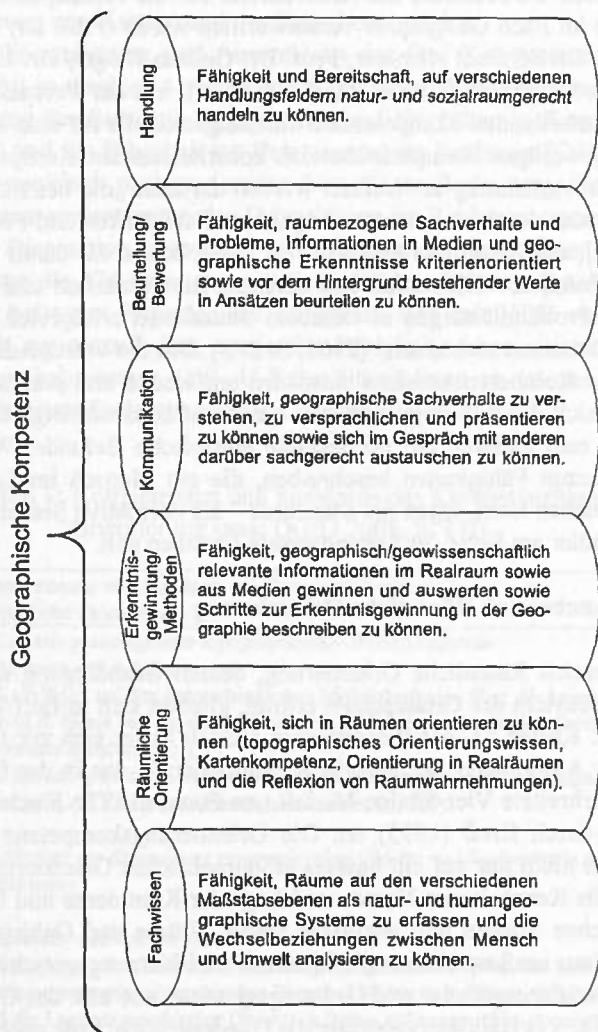 Geographische Kompetenz
Handlung
Fähigkeit und Bereitschaft, auf verschiedenen
Handlungsfeldern natur- und sozialraumgerecht
handeln zu können.
Beurteilung/
Bewertung
Fähigkeit, raumbezogene Sachverhalte und
Probleme, Informationen in Medien und geo-
graphische Erkenntnisse kriterienorientiert
sowie vor dem Hintergrund bestehender Werte
in Ansätzen beurteilen zu können.
Kommunikation
Fähigkeit, geographische Sachverhalte zu ver-
stehen, zu versprachlichen und präsentieren
zu können sowie sich im Gespräch mit anderen
darüber sachgerecht austauschen zu können.
Erkenntnis-
gewinnung/
Methoden
Fähigkeit, geographisch/geowissenschaftlich
relevante Informationen im Realraum sowie
aus Medien gewinnen und auswerten sowie
Schritte zur Erkenntnisgewinnung in der Geo-
graphie beschreiben zu können.
Räumliche
Orientierung
Fähigkeit, sich in Räumen orientieren zu kön-
nen (topographisches Orientierungswissen,
Kartenkompetenz, Orientierung in Realräumen
und die Reflexion von Raumwahrnehmungen).
Fachwissen
Fähigkeit, Räume auf den verschiedenen
Maßstabsebenen als natur- und humangeo-
graphische Systeme zu erfassen und die
Wechselbeziehungen zwischen Mensch
und Umwelt analysieren zu können.